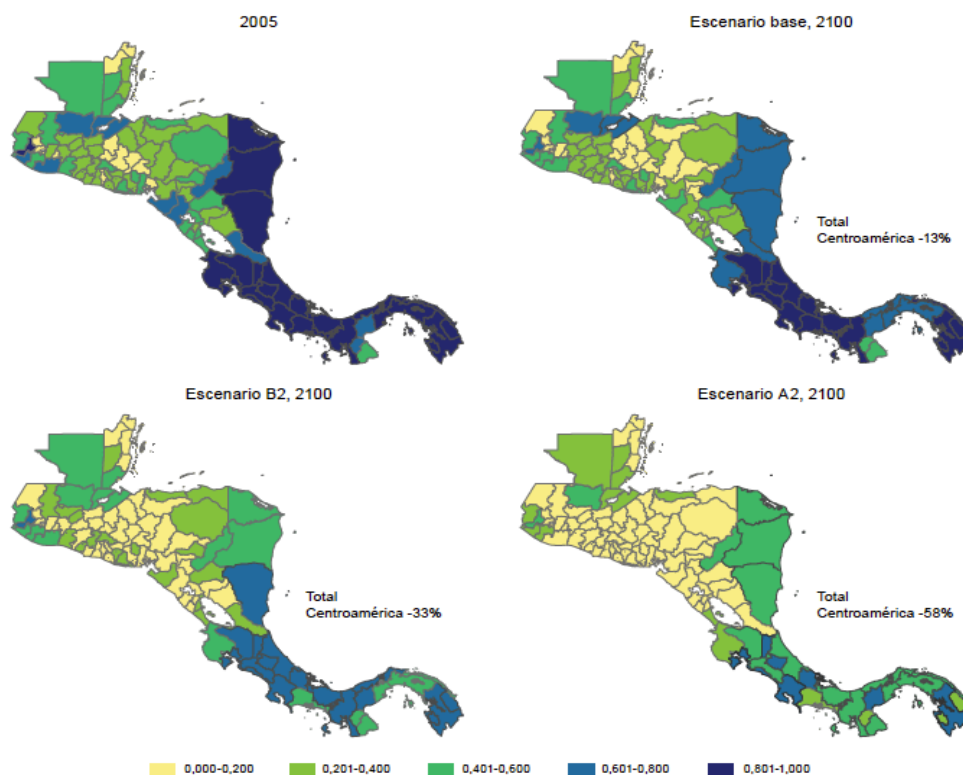 2005
Escenario base, 2100
Total
Centroamérica -13%
Escenario B2, 2100
Escenario A2, 2100
Total
Centroamérica -33%
Total
Centroamérica -58%
0,000-0,200
0,201-0,400
0,401-0,600
0,601-0,800
0,801-1,000